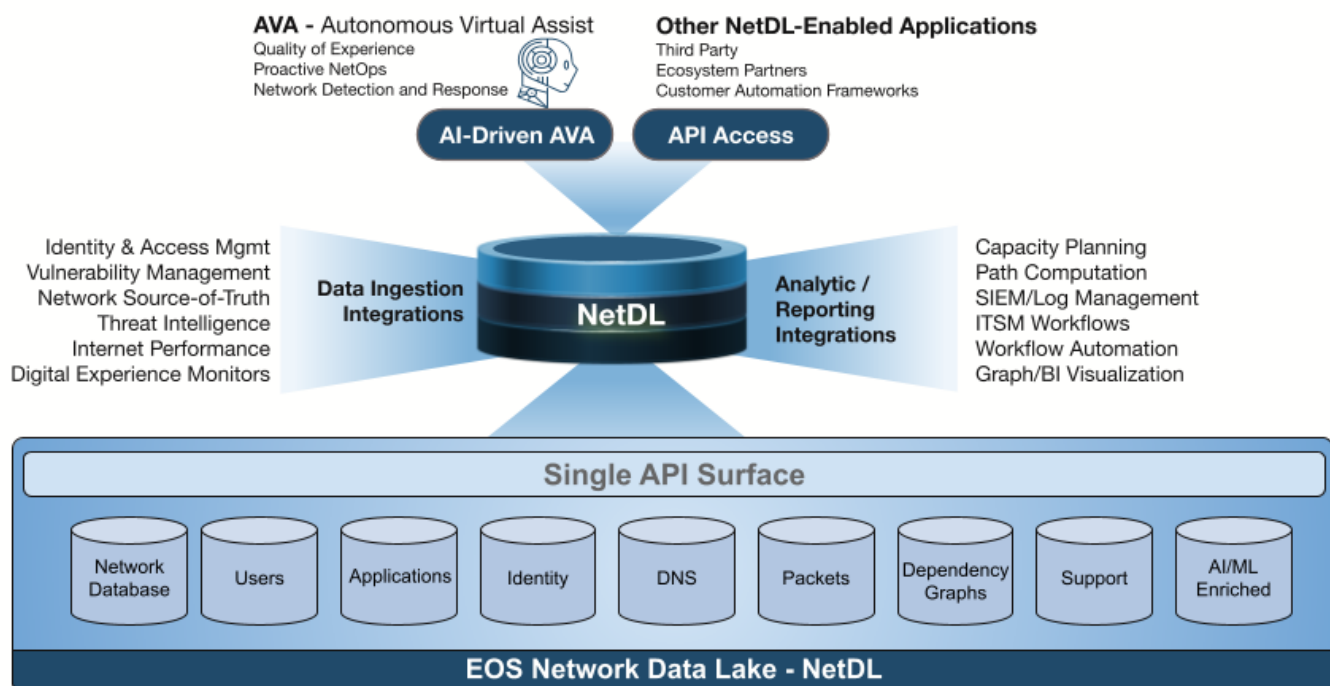 AVA - Autonomous Virtual Assist
Quality of Experience
Proactive NetOps
Network Detection and Response
Other NetDL-Enabled Applications
Third Party
Ecosystem Partners
Customer Automation Frameworks
AI-Driven AVA
API Access
Identity & Access Mgmt
Vulnerability Management
Network Source-of-Truth
Threat Intelligence
Internet Performance
Digital Experience Monitors
Data Ingestion
Integrations
NetDL
Analytic /
Reporting
Integrations
Capacity Planning
Path Computation
SIEM/Log Management
ITSM Workflows
Workflow Automation
Graph/BI Visualization
Single API Surface
Network
Database
Users
Applications
Identity
DNS
Packets
Dependency
Graphs
Support
AI/ML
Enriched
EOS Network Data Lake - NetDL